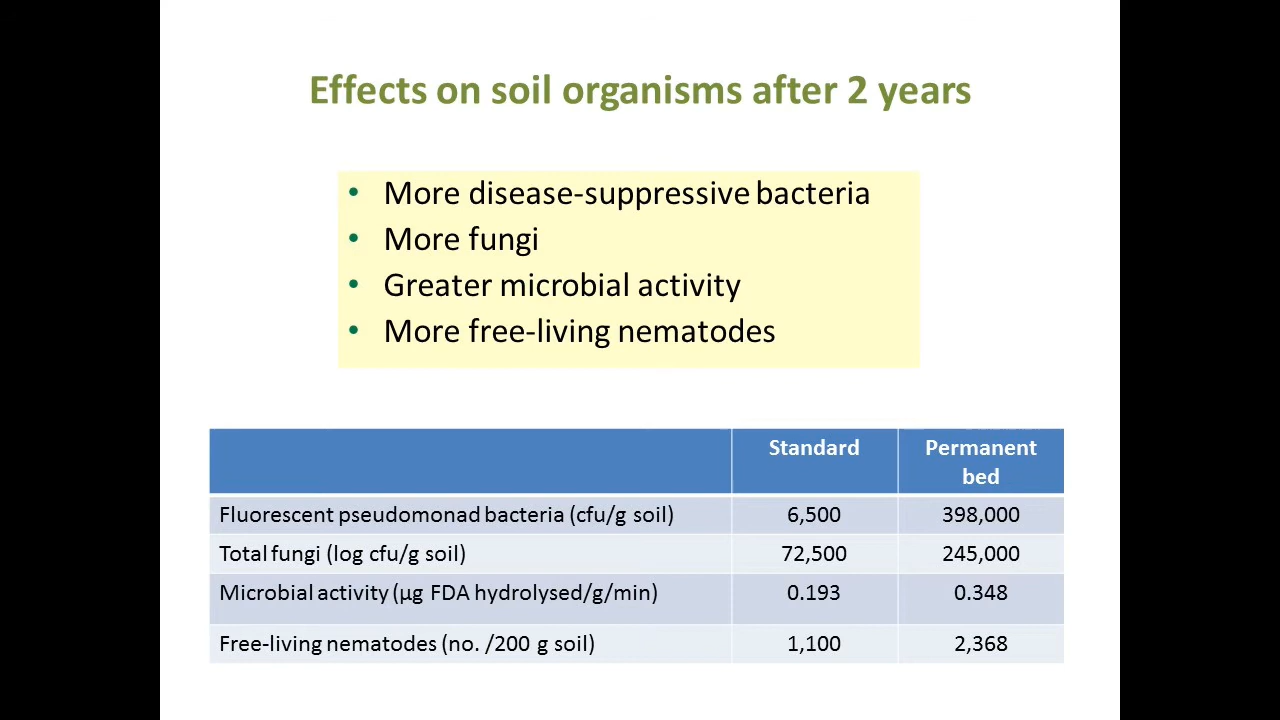 Effects on soil organisms after 2 years
• More disease-suppressive bacteria
• More fungi
• Greater microbial activity
• More free-living nematodes
Standard Permanent
bed
Fluorescent pseudomonad bacteria (cfu/g soil) 6,500 398,000
Total fungi (log cfu/g soil) 72,500 245,000
Microbial activity (µg FDA hydrolysed/g/min) 0.193 0.348
Free-living nematodes (no. /200 g soil) 1,100 2,368